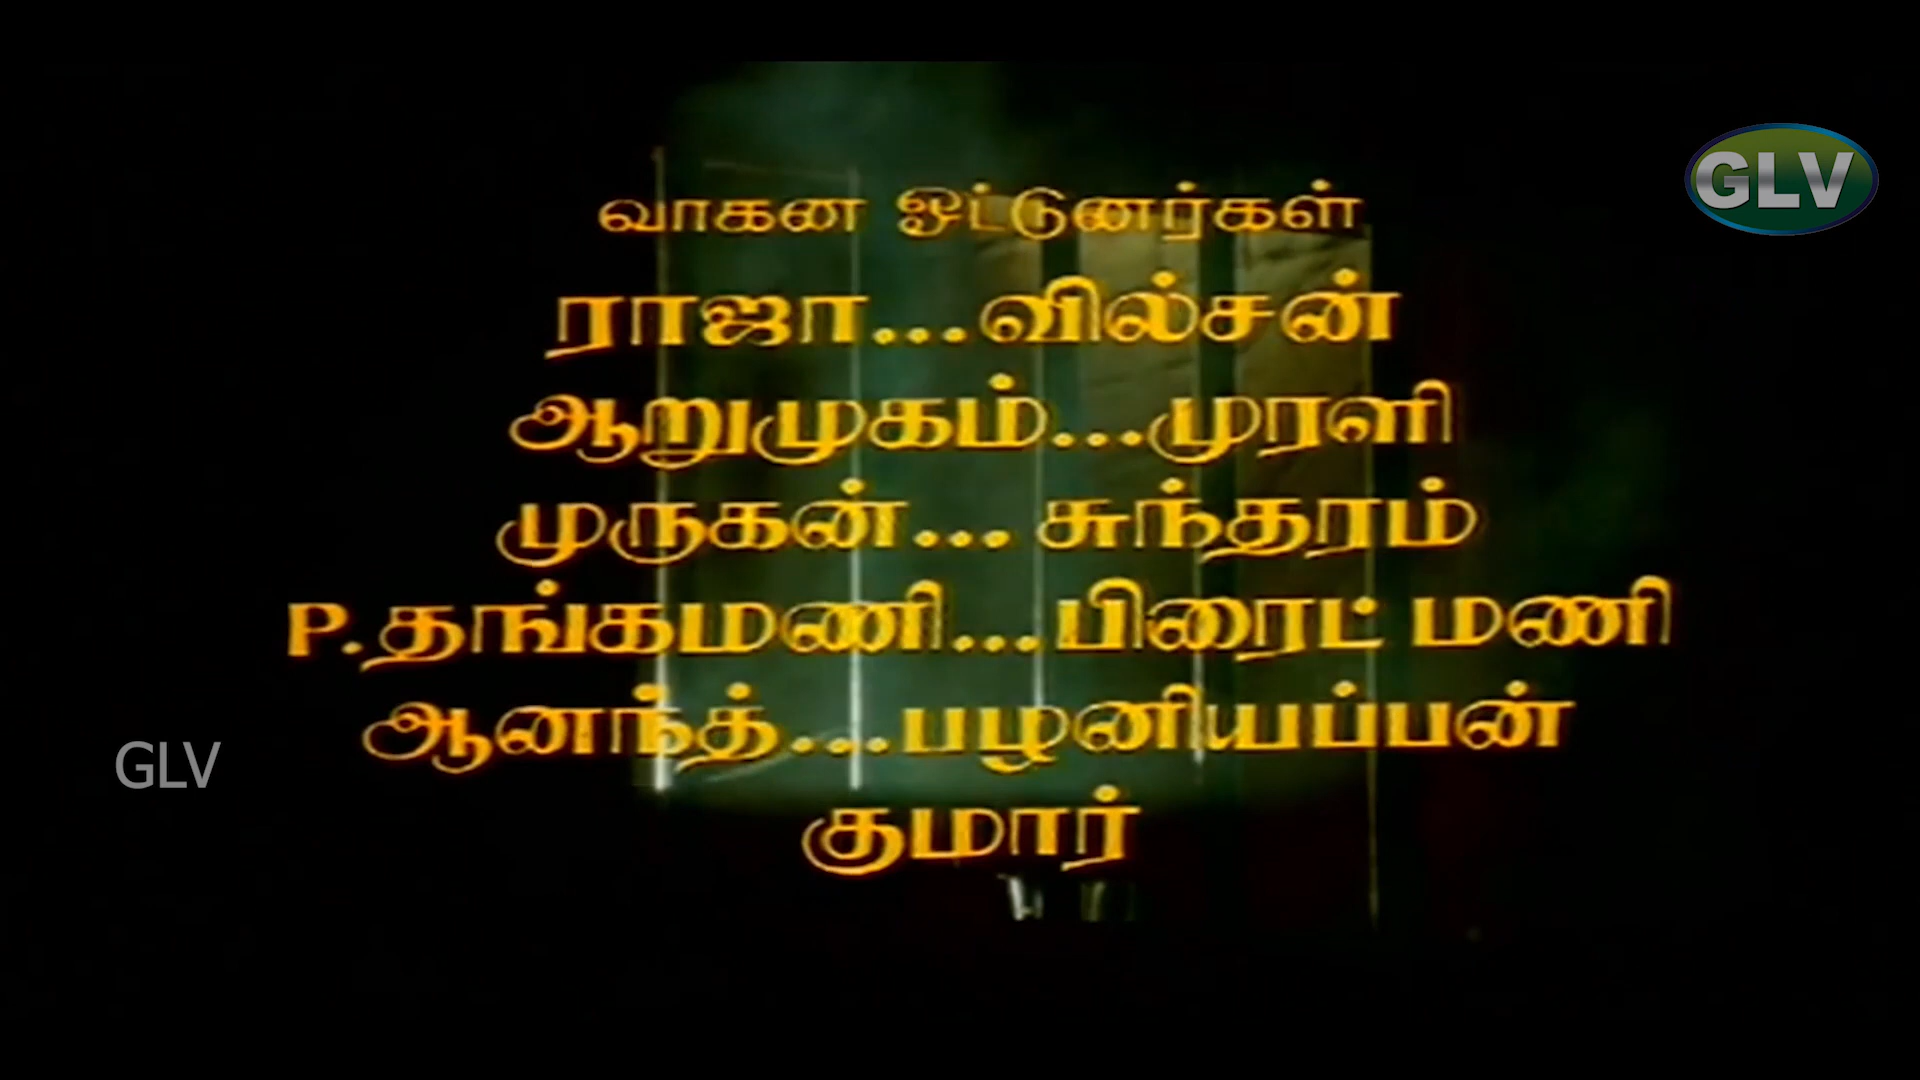 வாகன ஓட்டுனர்கள்
GLV
ராஜா...வில்சன்
ஆறுமுகம்...முரளி
முருகன்... சுந்தரம்
P.தங்கமணி...பிரைட் மணி
ஆனந்த்...பழனியப்பன்
GLV
குமார்